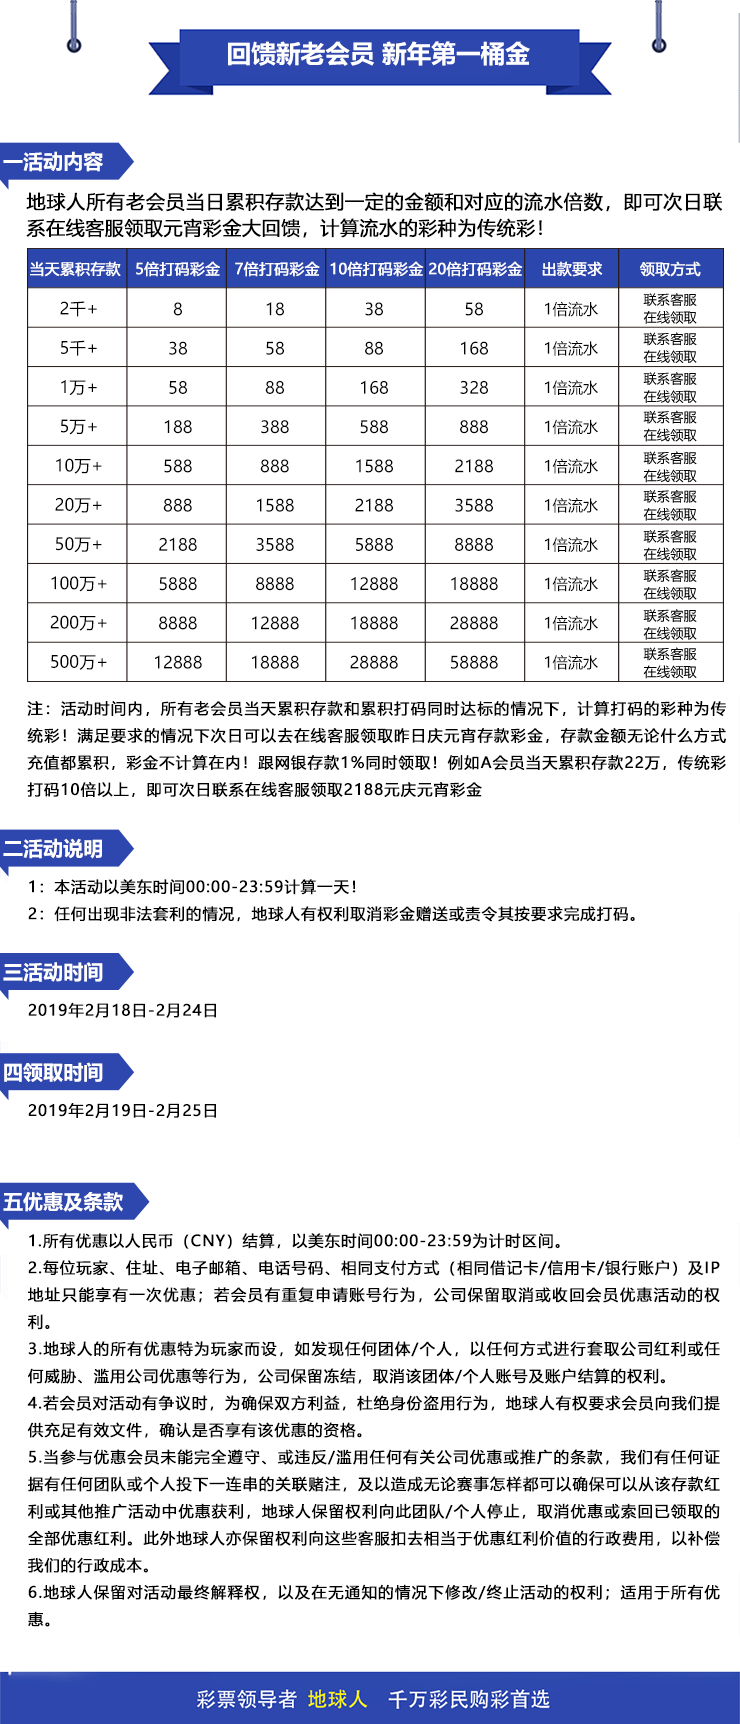 回馈新老会员 新年第一桶金
一活动内容
地球人所有老会员当日累积存款达到一定的金额和对应的流水倍数，即可次日联
系在线客服领取元宵彩金大回馈，计算流水的彩种为传统彩！
当天累积存款 5倍打码彩金 7倍打码彩金 10倍打码彩金 20倍打码彩金 出款要求 领取方式
2千+ 8 18 38 58 1倍流水 联系客服
在线领取
5千+ 38 58 88 168 1倍流水 联系客服
在线领取
1万+ 58 88 168 328 1倍流水 联系客服
在线领取
5万+ 188 388 588 888 1倍流水 联系客服
在线领取
10万+ 588 888 1588 2188 1倍流水 联系客服
在线领取
20万+ 888 1588 2188 3588 1倍流水 联系客服
在线领取
50万+ 2188 3588 5888 8888 1倍流水 联系客服
在线领取
100万+ 5888 8888 12888 18888 1倍流水 联系客服
在线领取
200万+ 8888 12888 18888 28888 1倍流水 联系客服
在线领取
500万+ 12888 18888 28888 58888 1倍流水 联系客服
在线领取
注：活动时间内，所有老会员当天累积存款和累积打码同时达标的情况下，计算打码的彩种为传
统彩！满足要求的情况下次日可以去在线客服领取昨日庆元宵存款彩金，存款金额无论什么方式
充值都累积，彩金不计算在内！跟网银存款1%同时领取！例如A会员当天累积存款22万，传统彩
打码10倍以上，即可次日联系在线客服领取2188元庆元宵彩金
二活动说明
1：本活动以美东时间00:00-23:59计算一天！
2：任何出现非法套利的情况，地球人有权利取消彩金赠送或责令其按要求完成打码。
三活动时间
2019年2月18日-2月24日
四领取时间
2019年2月19日-2月25日
五优惠及条款
1.所有优惠以人民币（CNY）结算，以美东时间00:00-23:59为计时区间。
2.每位玩家、住址、电子邮箱、电话号码、相同支付方式（相同借记卡/信用卡/银行账户）及IP
地址只能享有一次优惠；若会员有重复申请账号行为，公司保留取消或收回会员优惠活动的权
利。
3.地球人的所有优惠特为玩家而设，如发现任何团体/个人，以任何方式进行套取公司红利或任
何威胁、滥用公司优惠等行为，公司保留冻结，取消该团体/个人账号及账户结算的权利。
4.若会员对活动有争议时，为确保双方利益，杜绝身份盗用行为，地球人有权要求会员向我们提
供充足有效文件，确认是否享有该优惠的资格。
5.当参与优惠会员未能完全遵守、或违反/滥用任何有关公司优惠或推广的条款，我们有任何证
据有任何团队或个人投下一连串的关联赌注，及以造成无论赛事怎样都可以确保可以从该存款红
利或其他推广活动中优惠获利，地球人保留权利向此团队/个人停止，取消优惠或索回已领取的
全部优惠红利。此外地球人亦保留权利向这些客服扣去相当于优惠红利价值的行政费用，以补偿
我们的行政成本。
6.地球人保留对活动最终解释权，以及在无通知的情况下修改/终止活动的权利；适用于所有优
惠。
彩票领导者 地球人 千万彩民购彩首选